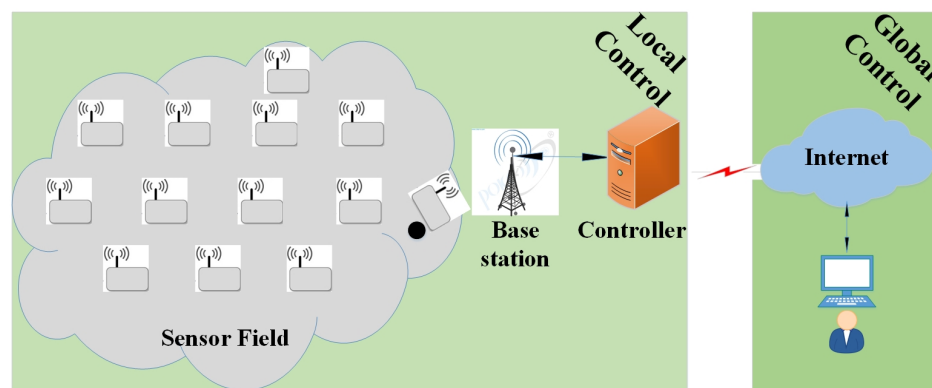 Local
Control
Global
Control
Internet
Base
station
Controller
Sensor Field